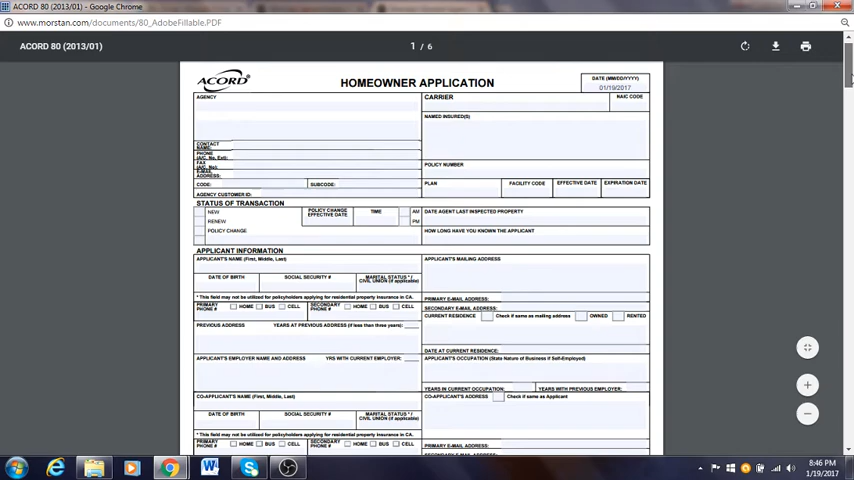 ACORD 80 (2013/01) - Google Chrome
www.morstan.com/documents/80_AdobeFillable.PDF
ACORD 80 (2013/01)
1 / 6
ACORD
HOMEOWNER APPLICATION
DATE (MM/DD/YYYY)
01/19/2017
AGENCY
CARRIER
NAIC CODE
NAMED INSURED(S)
CONTACT NAME:
PHONE (A/C, No, Ext):
FAX (A/C, No):
E-MAIL ADDRESS:
POLICY NUMBER
CODE:
SUBCODE:
PLAN
FACILITY CODE
EFFECTIVE DATE
EXPIRATION DATE
AGENCY CUSTOMER ID:
STATUS OF TRANSACTION
NEW
RENEW
POLICY CHANGE
POLICY CHANGE EFFECTIVE DATE
TIME
AM
PM
DATE AGENT LAST INSPECTED PROPERTY
HOW LONG HAVE YOU KNOWN THE APPLICANT
APPLICANT INFORMATION
APPLICANT'S NAME (First, Middle, Last)
APPLICANT'S MAILING ADDRESS
DATE OF BIRTH
SOCIAL SECURITY #
MARITAL STATUS * / CIVIL UNION (if applicable)
* This field may not be utilized for policyholders applying for residential property insurance in CA.
PRIMARY E-MAIL ADDRESS:
PRIMARY PHONE #
HOME
BUS
CELL
SECONDARY PHONE #
HOME
BUS
CELL
SECONDARY E-MAIL ADDRESS:
CURRENT RESIDENCE
Check if same as mailing address
OWNED
RENTED
PREVIOUS ADDRESS
YEARS AT PREVIOUS ADDRESS (if less than three years):
DATE AT CURRENT RESIDENCE:
APPLICANT'S EMPLOYER NAME AND ADDRESS
YRS WITH CURRENT EMPLOYER:
APPLICANT'S OCCUPATION (State Nature of Business if Self-Employed)
YEARS IN CURRENT OCCUPATION:
YEARS WITH PREVIOUS EMPLOYER:
CO-APPLICANT'S NAME (First, Middle, Last)
CO-APPLICANT'S ADDRESS
Check if same as Applicant
DATE OF BIRTH
SOCIAL SECURITY #
MARITAL STATUS * / CIVIL UNION (if applicable)
* This field may not be utilized for policyholders applying for residential property insurance in CA.
PRIMARY E-MAIL ADDRESS:
PRIMARY PHONE #
HOME
BUS
CELL
SECONDARY PHONE #
HOME
BUS
CELL
8:46 PM
1/19/2017